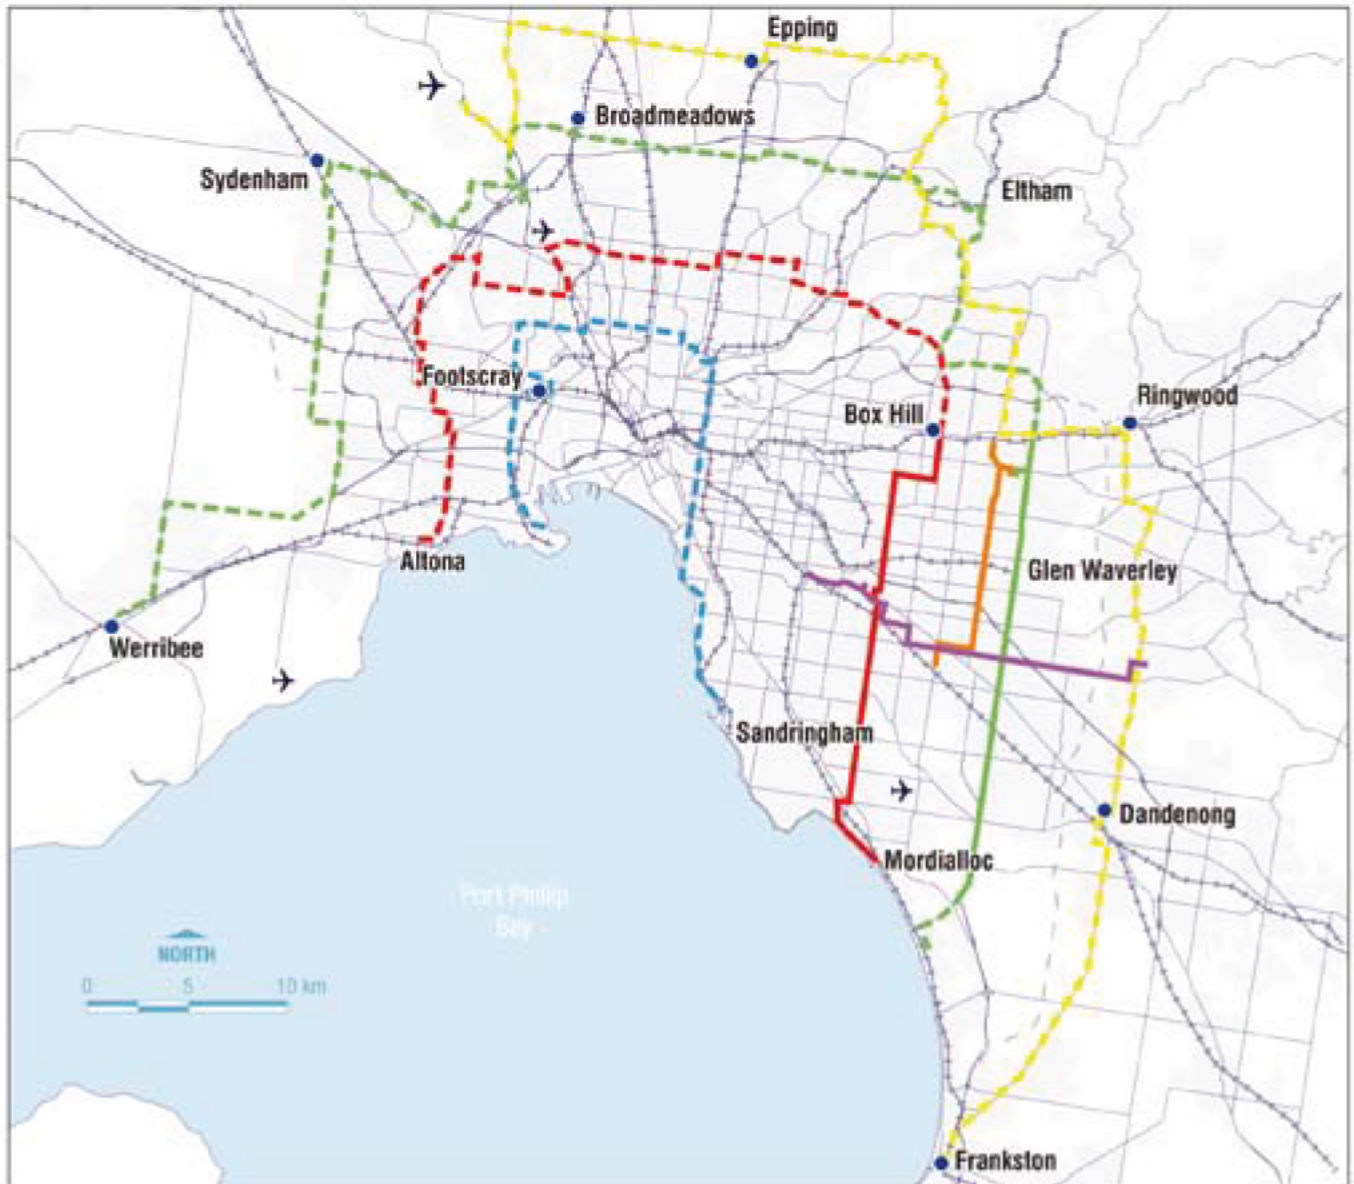 Epping
Broadmeadows
Sydenham
Eltham
Footscray
Ringwood
Box Hill
Altona
Glen Waverley
Werribee
Sandringham
Dandenong
Mordialloc
Port Phillip
Bay
NORTH
0 5 10 km
Frankston